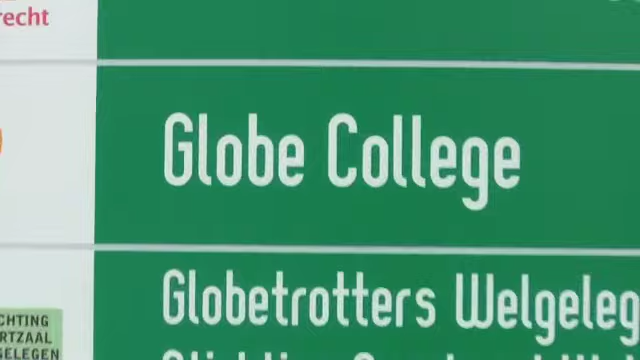 recht
Globe College
Globetrotters Welgeleg
CHTING
RTZAAL
GELEGEN